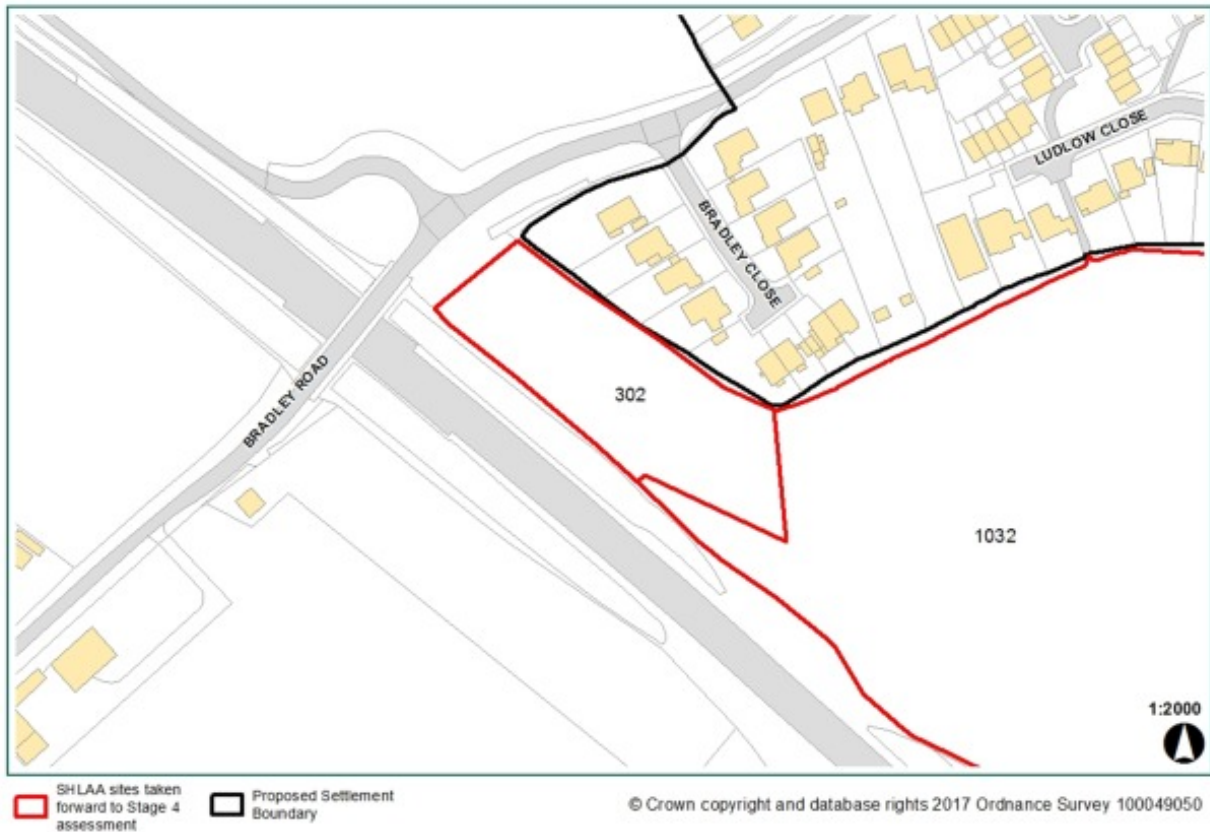 LUDLOW CLOSE
BRADLEY CLOSE
BRADLEY ROAD
302
1032
1:2000
SHLAA sites taken
forward to Stage 4
assessment
Proposed Settlement
Boundary
© Crown copyright and database rights 2017 Ordnance Survey 100049050